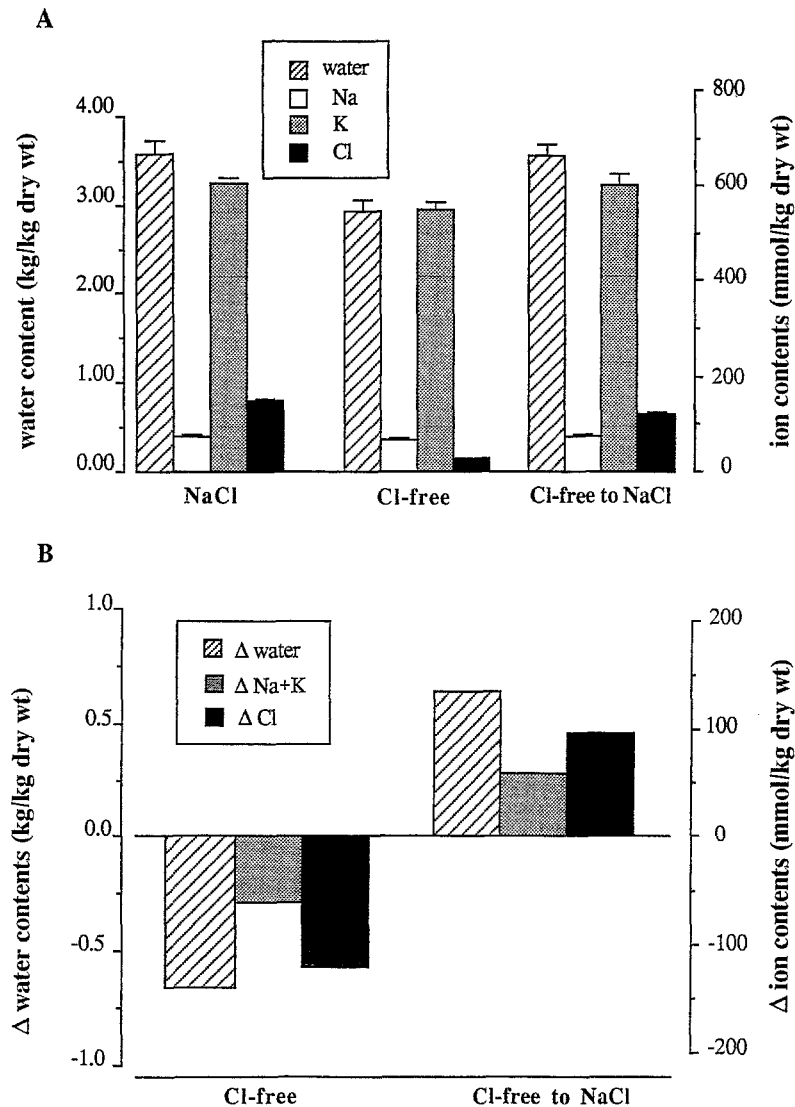 A
water
Na
K
Cl
water content (kg/kg dry wt)
4.00
3.00
2.00
1.00
0.00
800
600
400
200
0
ion contents (mmol/kg dry wt)
NaCl
Cl-free
Cl-free to NaCl
B
Δ water
Δ Na+K
Δ Cl
Δ water contents (kg/kg dry wt)
1.0
0.5
0.0
-0.5
-1.0
200
100
0
-100
-200
Δ ion contents (mmol/kg dry wt)
Cl-free
Cl-free to NaCl